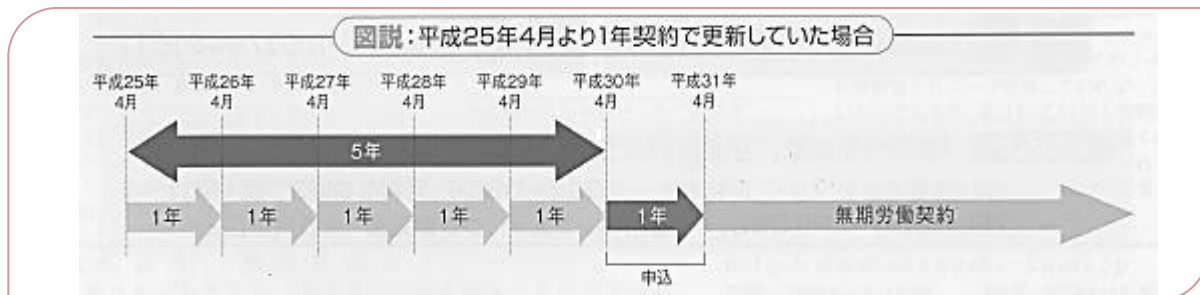 図説:平成25年4月より1年契約で更新していた場合
平成25年 平成26年 平成27年 平成28年 平成29年 平成30年 平成31年
4月 4月 4月 4月 4月 4月 4月
5年
1年 1年 1年 1年 1年 1年 無期労働契約
申込